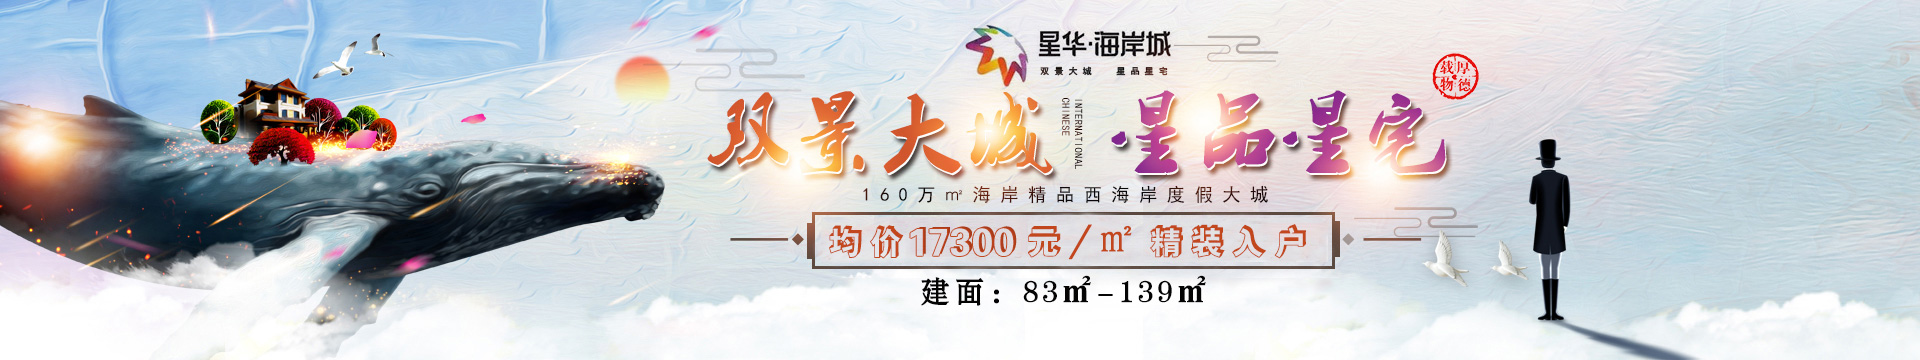 星华·海岸城
双景大城 星品星宅
厚德载物
双景大城 ·星品·星宅
INTERNATIONAL
CHINESE
160万㎡海岸精品西海岸度假大城
均价17300元/㎡ 精装入户
建面：83㎡-139㎡